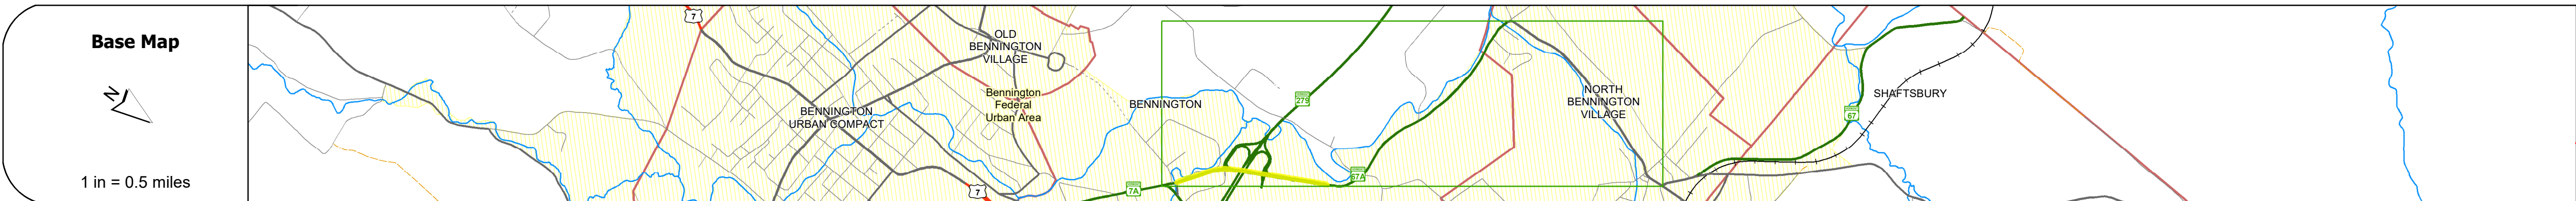 Base Map
N
1 in = 0.5 miles
7
OLD
BENNINGTON
VILLAGE
Bennington
Federal
Urban Area
BENNINGTON
URBAN COMPACT
7
BENNINGTON
7A
279
67A
NORTH
BENNINGTON
VILLAGE
67
SHAFTSBURY